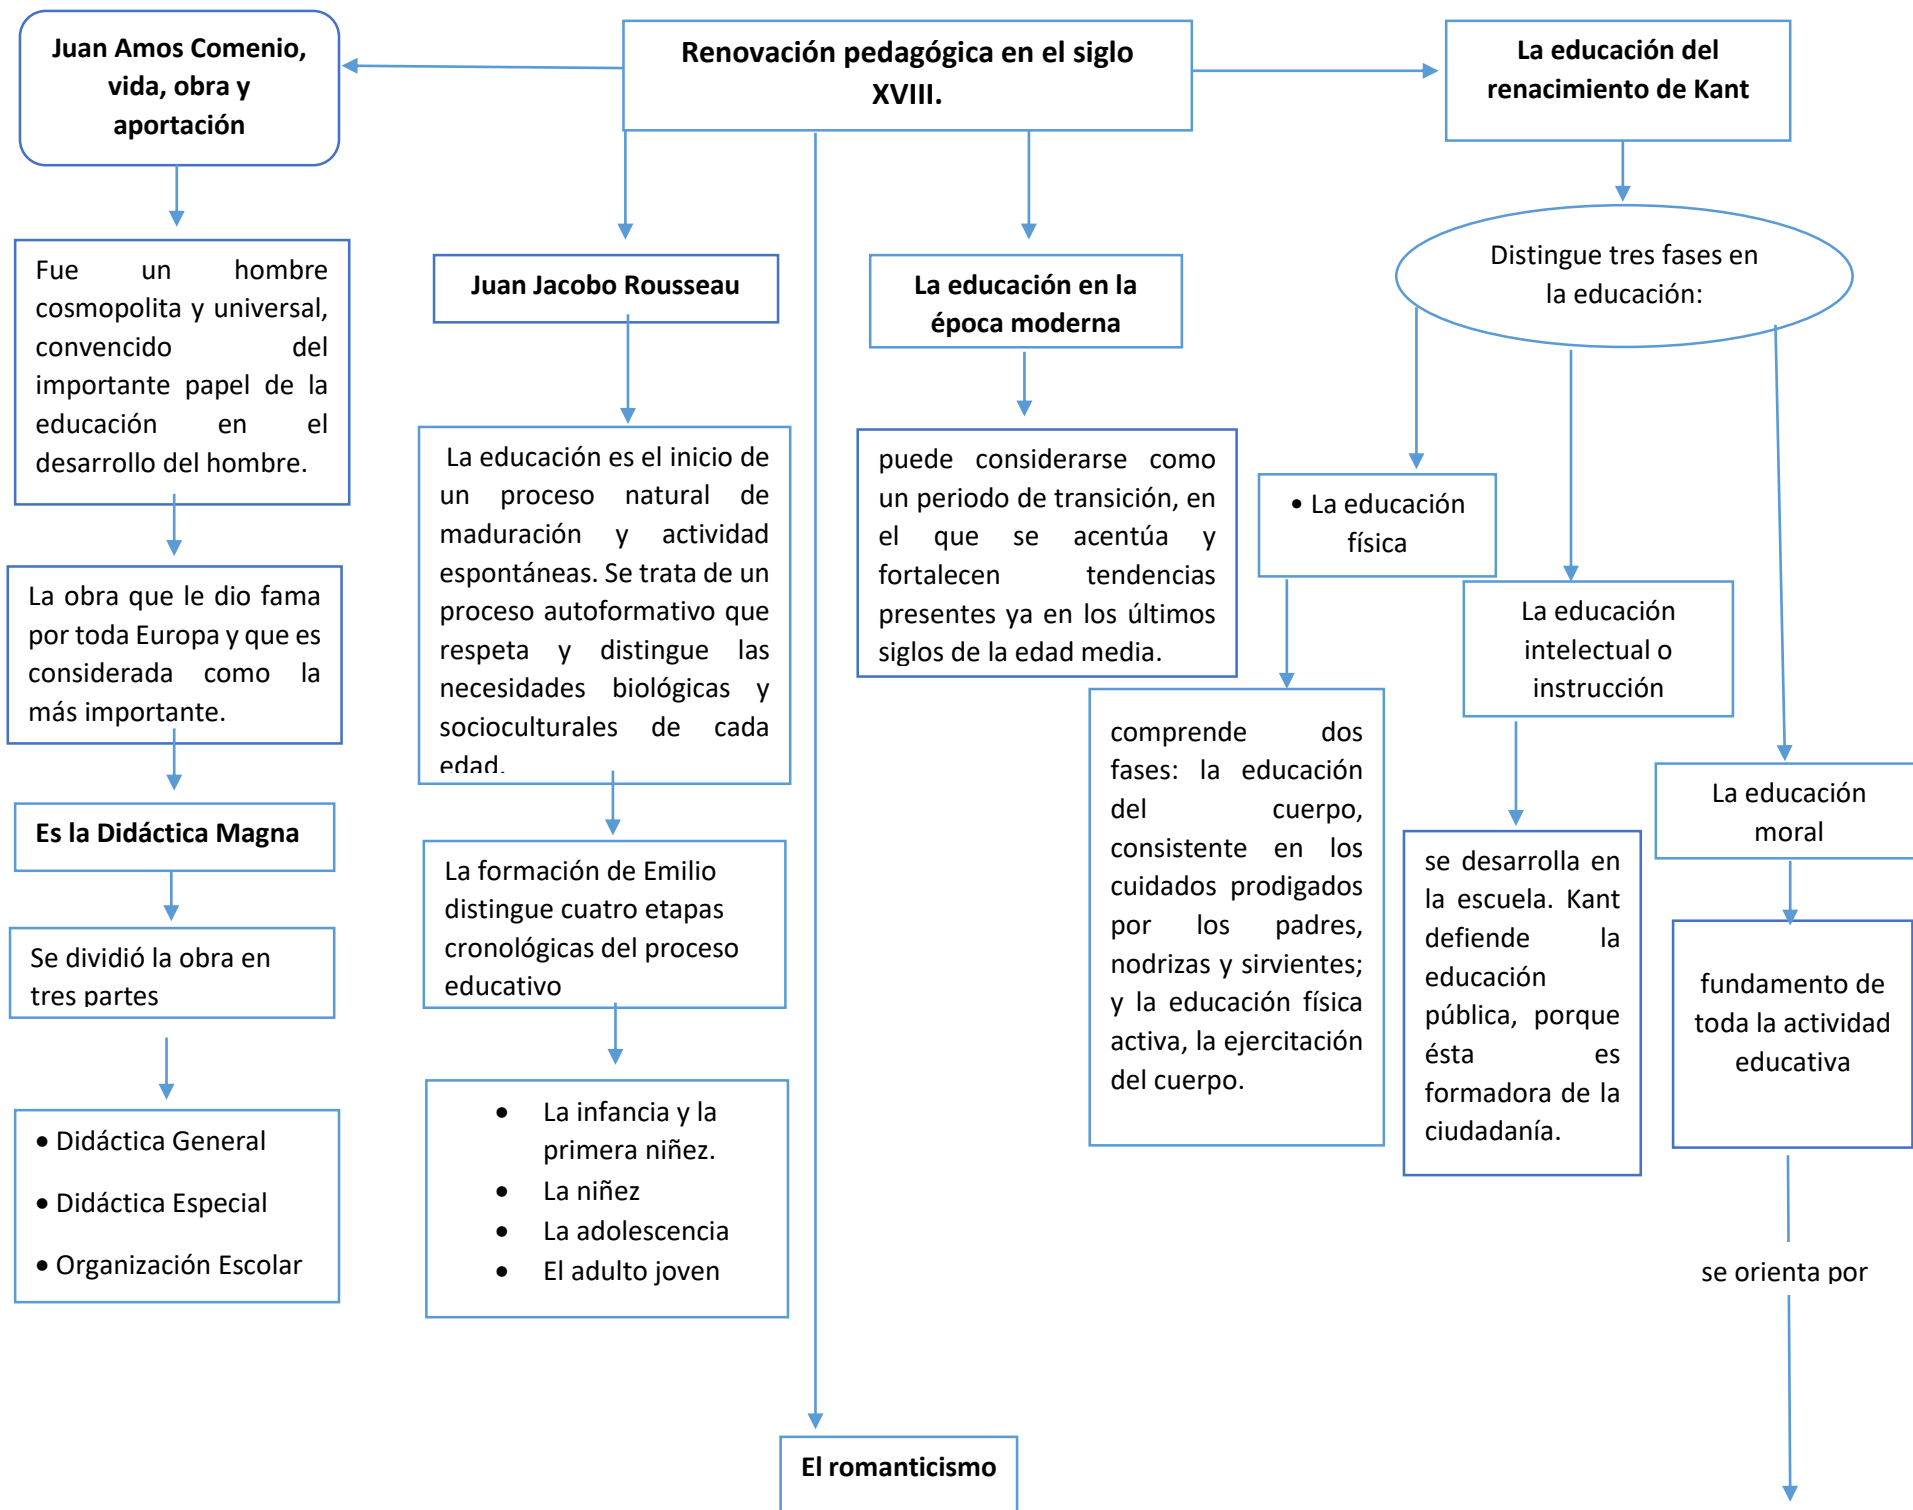 Renovación pedagógica en el siglo
XVIII.
Juan Amos Comenio,
vida, obra y
aportación
Fue un hombre
cosmopolita y universal,
convencido del
importante papel de la
educación en el
desarrollo del hombre.
La obra que le dio fama
por toda Europa y que es
considerada como la
más importante.
Es la Didáctica Magna
Se dividió la obra en
tres partes
• Didáctica General
• Didáctica Especial
• Organización Escolar
Juan Jacobo Rousseau
La educación es el inicio de
un proceso natural de
maduración y actividad
espontáneas. Se trata de un
proceso autoformativo que
respeta y distingue las
necesidades biológicas y
socioculturales de cada
edad.
La formación de Emilio
distingue cuatro etapas
cronológicas del proceso
educativo
• La infancia y la
primera niñez.
• La niñez
• La adolescencia
• El adulto joven
El romanticismo
La educación en la
época moderna
puede considerarse como
un periodo de transición, en
el que se acentúa y
fortalecen tendencias
presentes ya en los últimos
siglos de la edad media.
La educación del
renacimiento de Kant
Distingue tres fases en
la educación:
• La educación
física
comprende dos
fases: la educación
del cuerpo,
consistente en los
cuidados prodigados
por los padres,
nodrizas y sirvientes;
y la educación física
activa, la ejercitación
del cuerpo.
La educación
intelectual o
instrucción
se desarrolla en
la escuela. Kant
defiende la
educación
pública, porque
ésta es
formadora de la
ciudadanía.
La educación
moral
fundamento de
toda la actividad
educativa
se orienta por